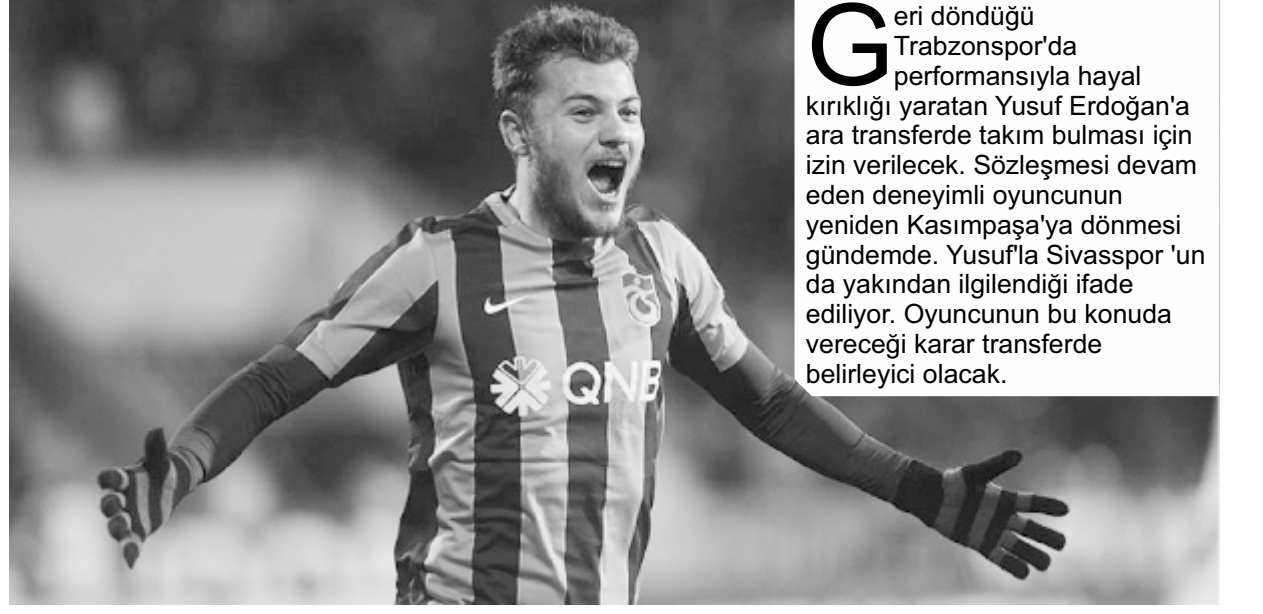 Geri döndüğü
Trabzonspor'da
performansıyla hayal
kırıklığı yaratan Yusuf Erdoğan'a
ara transferde takım bulması için
izin verilecek. Sözleşmesi devam
eden deneyimli oyuncunun
yeniden Kasımpaşa'ya dönmesi
gündemde. Yusuf'la Sivasspor 'un
da yakından ilgilendiği ifade
ediliyor. Oyuncunun bu konuda
vereceği karar transferde
belirleyici olacak.
QNB